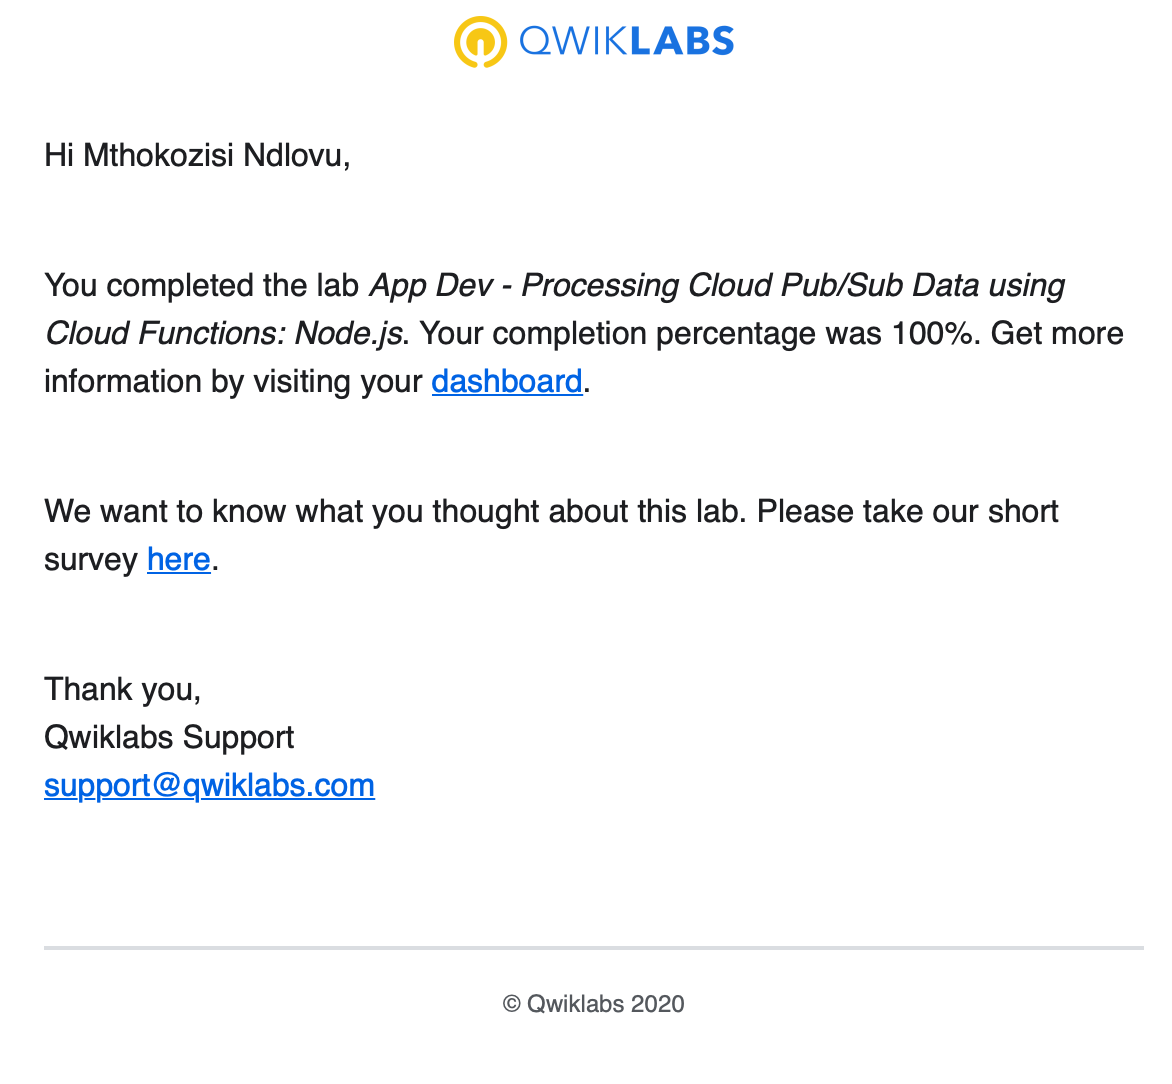 QWIKLABS
Hi Mthokozisi Ndlovu,
You completed the lab App Dev - Processing Cloud Pub/Sub Data using
Cloud Functions: Node.js. Your completion percentage was 100%. Get more
information by visiting your dashboard.
We want to know what you thought about this lab. Please take our short
survey here.
Thank you,
Qwiklabs Support
support@qwiklabs.com
© Qwiklabs 2020